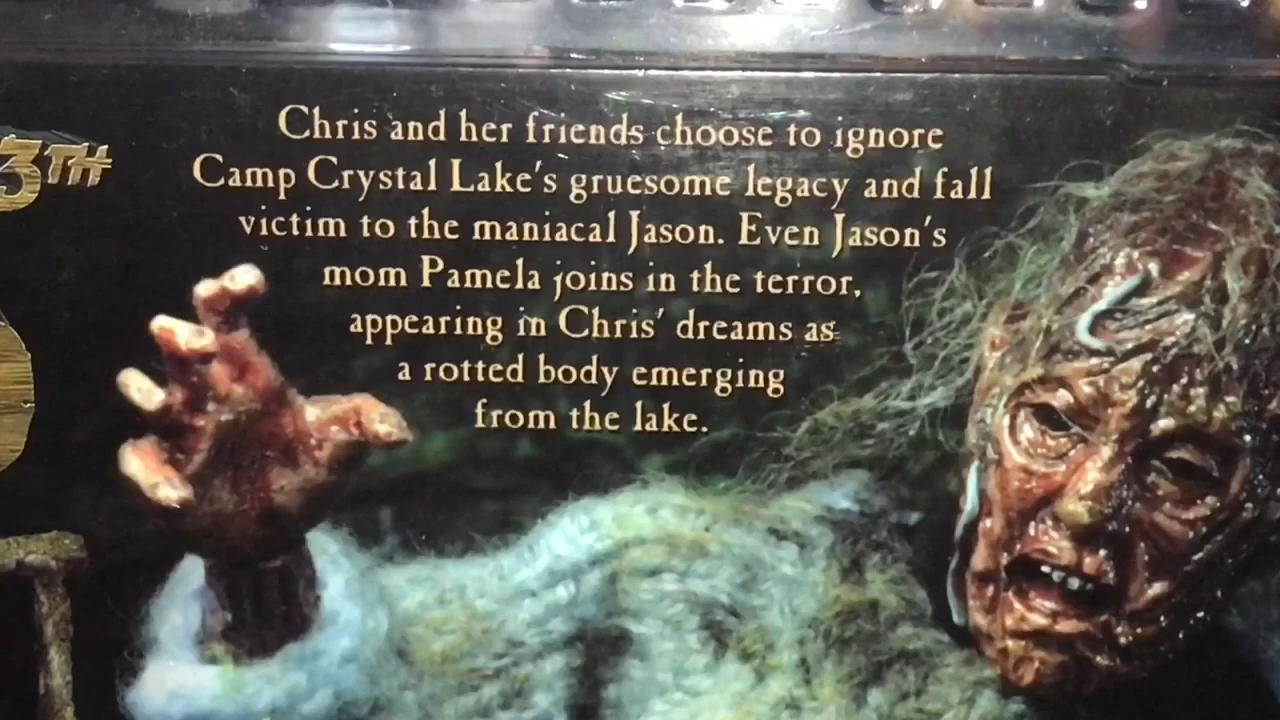 3TH
Chris and her friends choose to ignore
Camp Crystal Lake's gruesome legacy and fall
victim to the maniacal Jason. Even Jason's
mom Pamela joins in the terror,
appearing in Chris' dreams as
a rotted body emerging
from the lake.